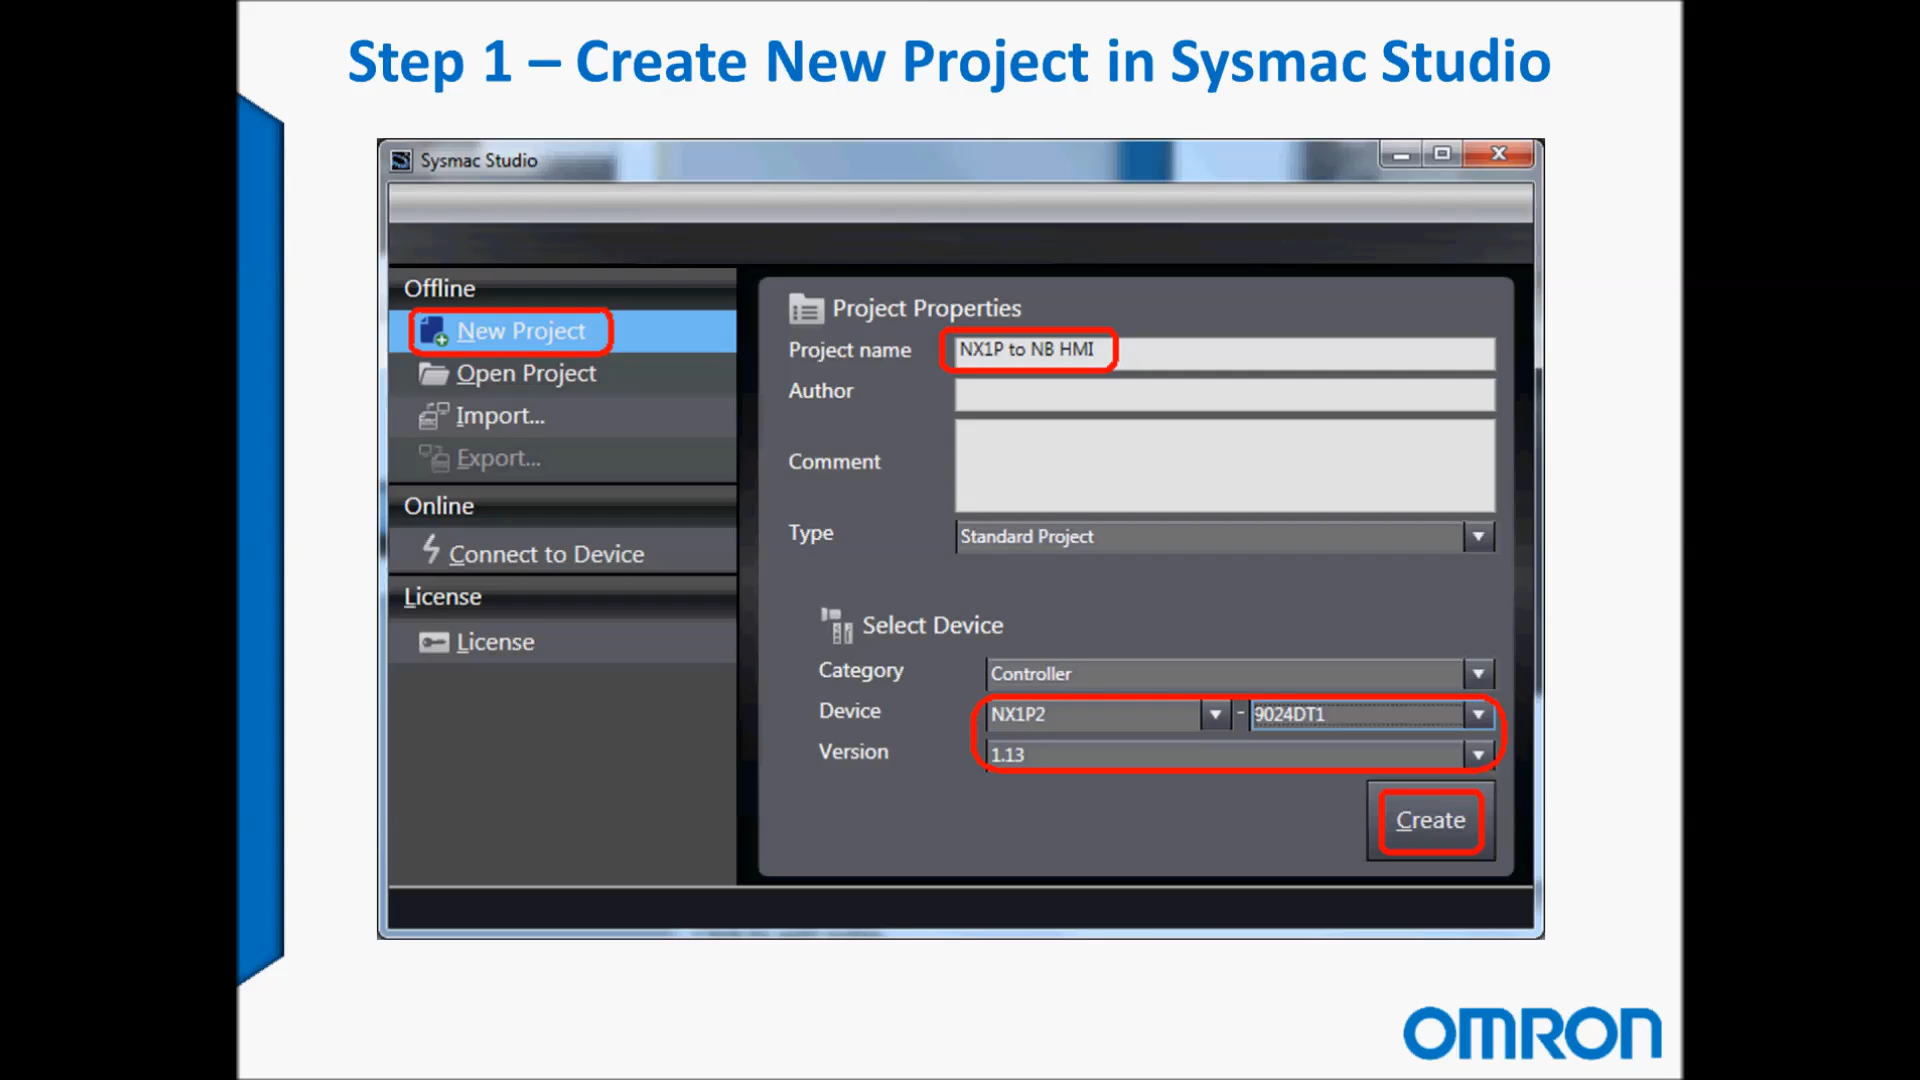 Step 1 – Create New Project in Sysmac Studio
Sysmac Studio
Offline
New Project
Open Project
Import...
Export...
Online
Connect to Device
License
License
Project Properties
Project name NX1P to NB HMI
Author
Comment
Type Standard Project
Select Device
Category Controller
Device NX1P2 - 9024DT1
Version 1.13
Create
OMRON